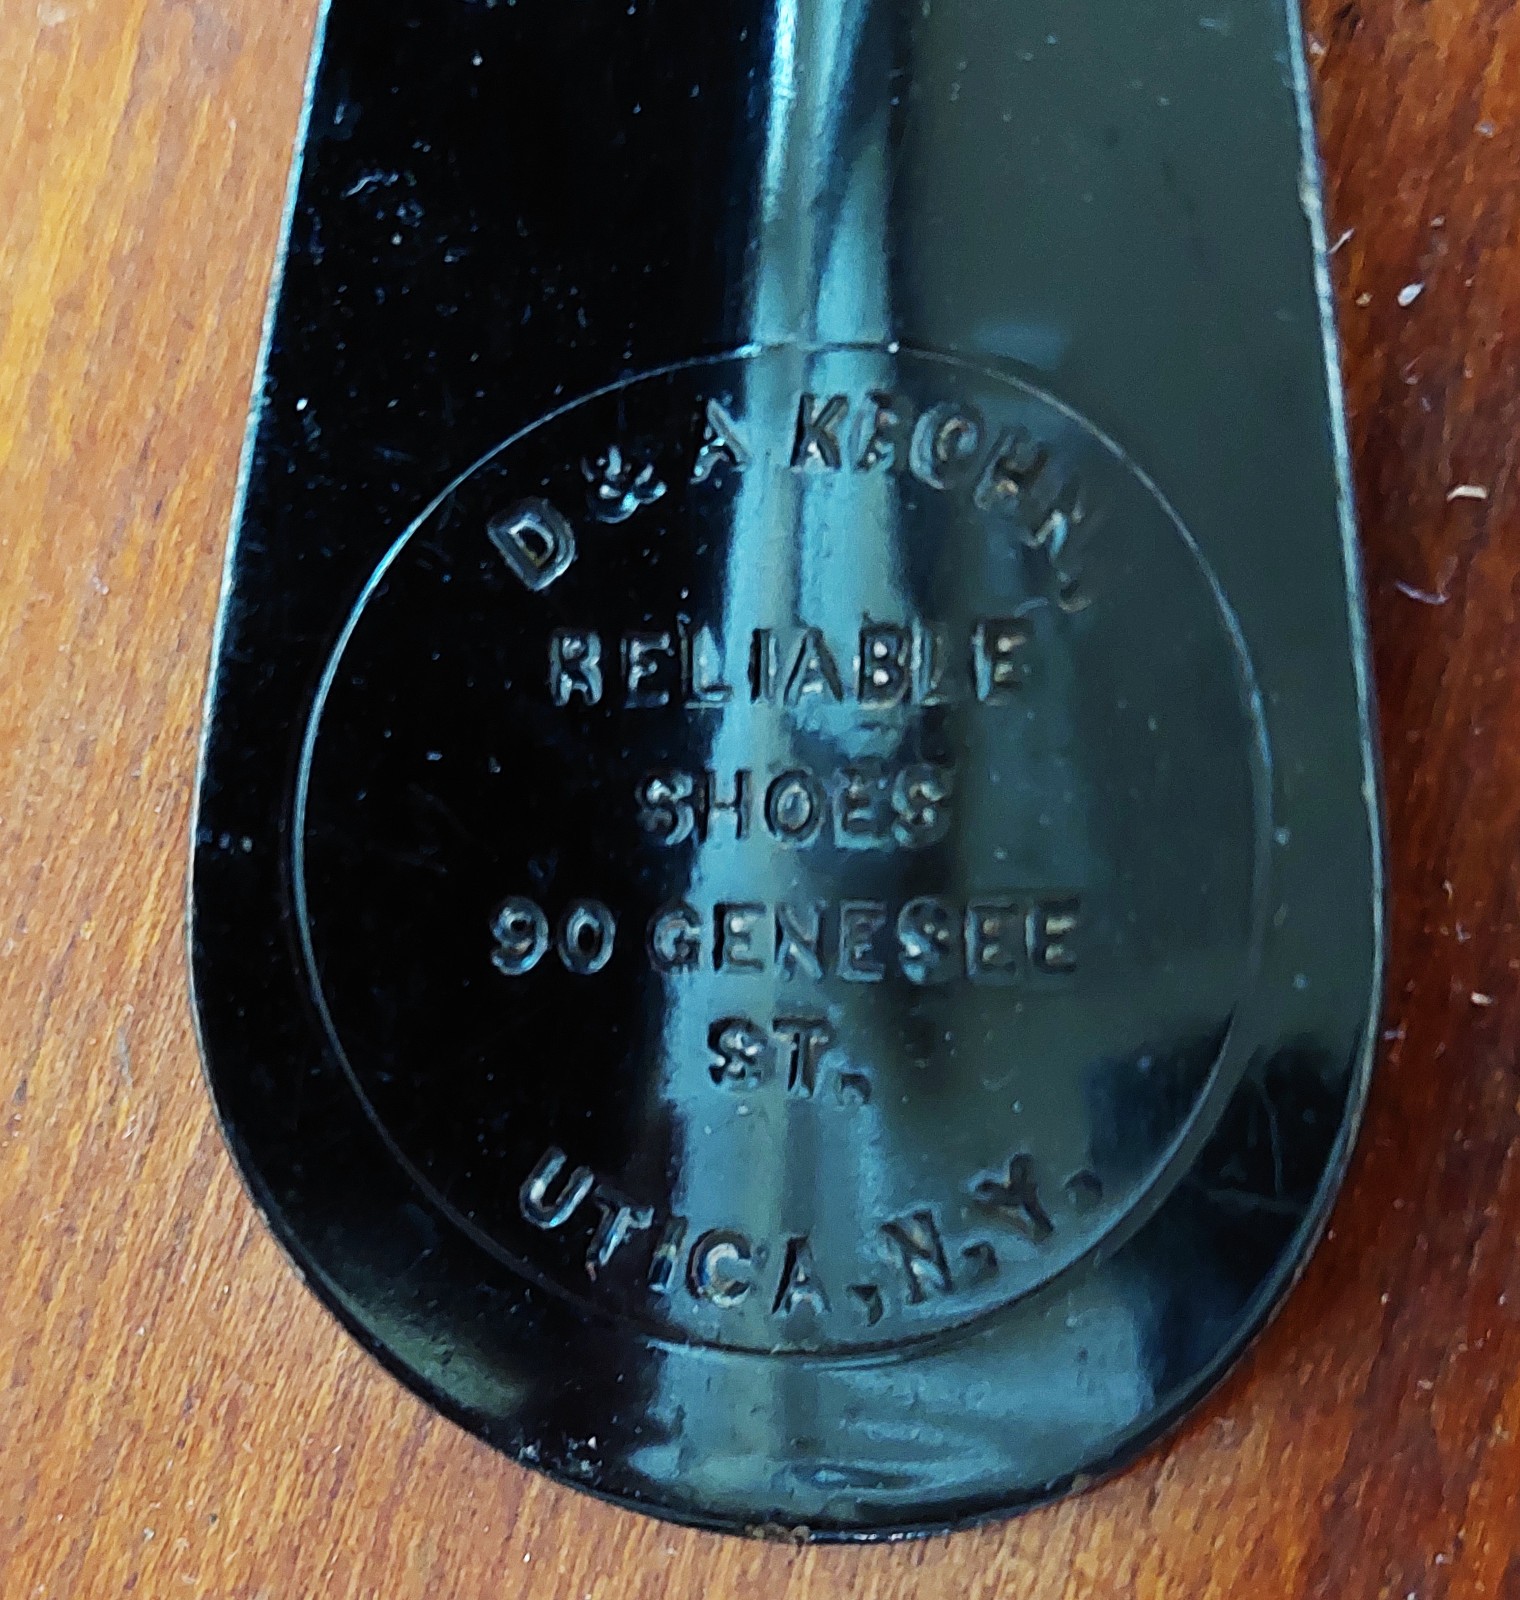 D & A KEOHN,
RELIABLE
SHOES
90 GENESEE
ST.
UTICA, N.Y.